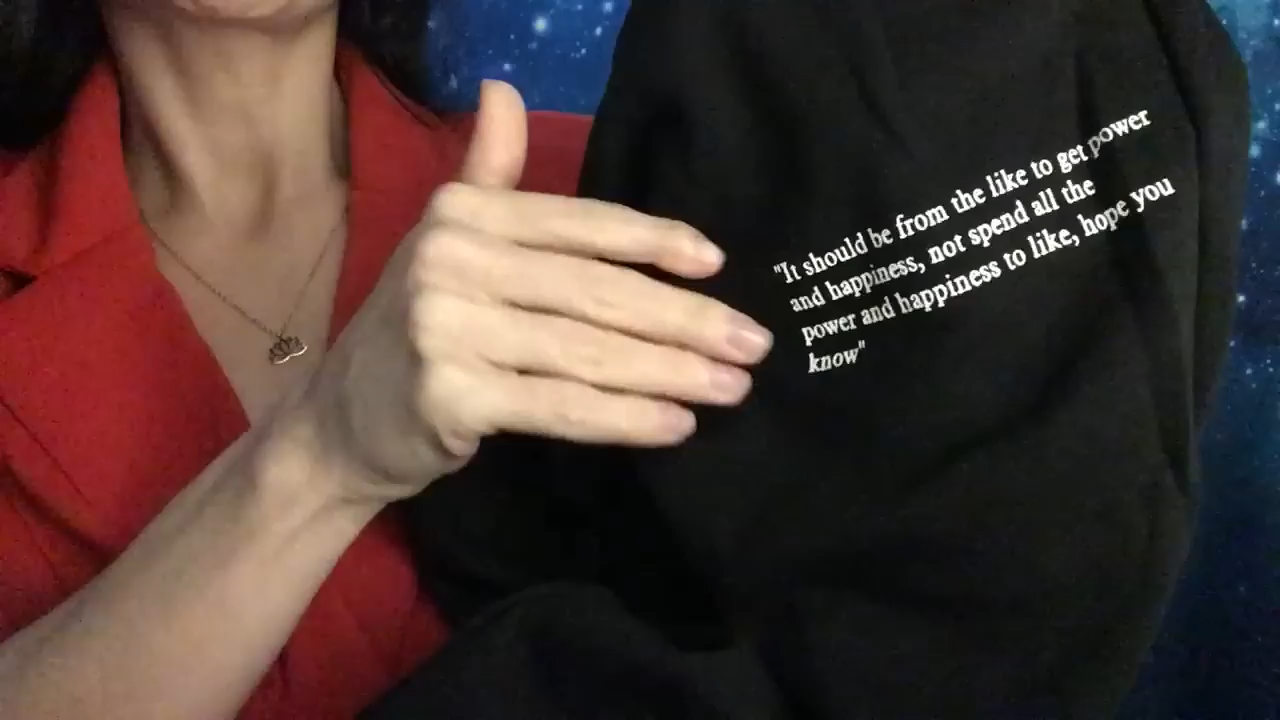 "It should be from the like to get power
and happiness, not spend all the
power and happiness to like, hope you
know"